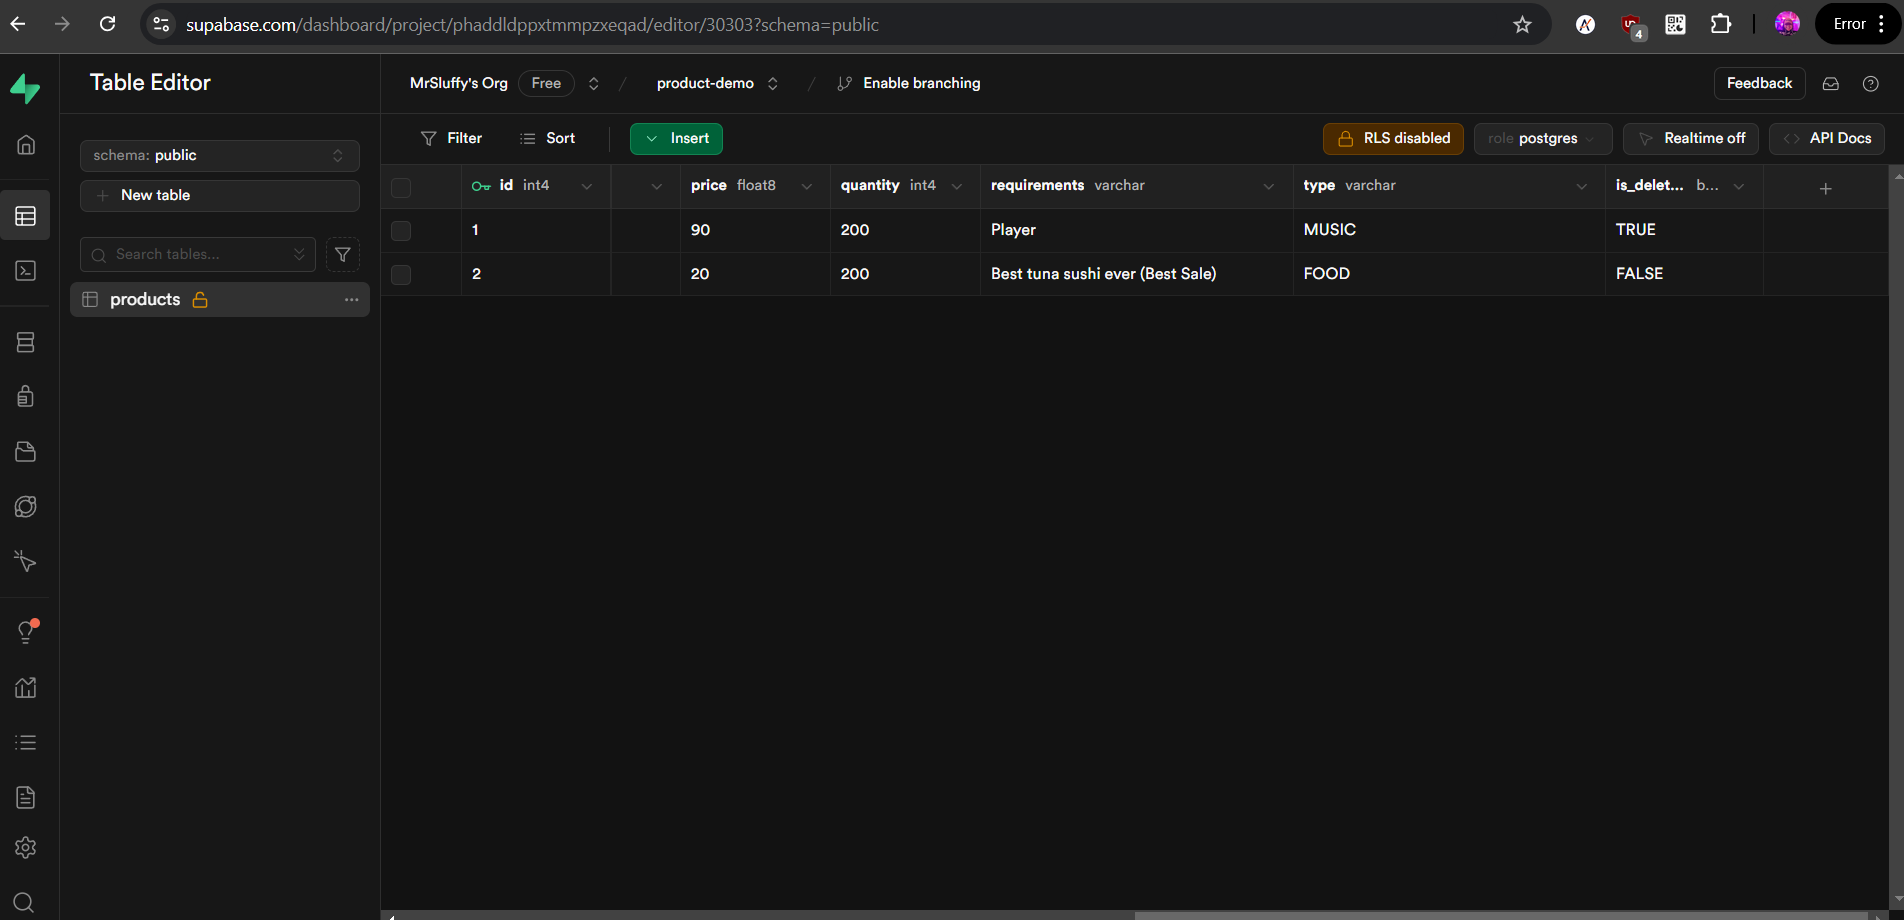 supabase.com/dashboard/project/phaddldppxtmmpzxeqad/editor/30303?schema=public
4
Error
Table Editor
MrSluffy's Org Free / product-demo / Enable branching
Feedback
schema: public
New table
Search tables...
products
Filter Sort Insert
RLS disabled role postgres Realtime off API Docs
id int4 price float8 quantity int4 requirements varchar type varchar is_delet... b...
1 90 200 Player MUSIC TRUE
2 20 200 Best tuna sushi ever (Best Sale) FOOD FALSE